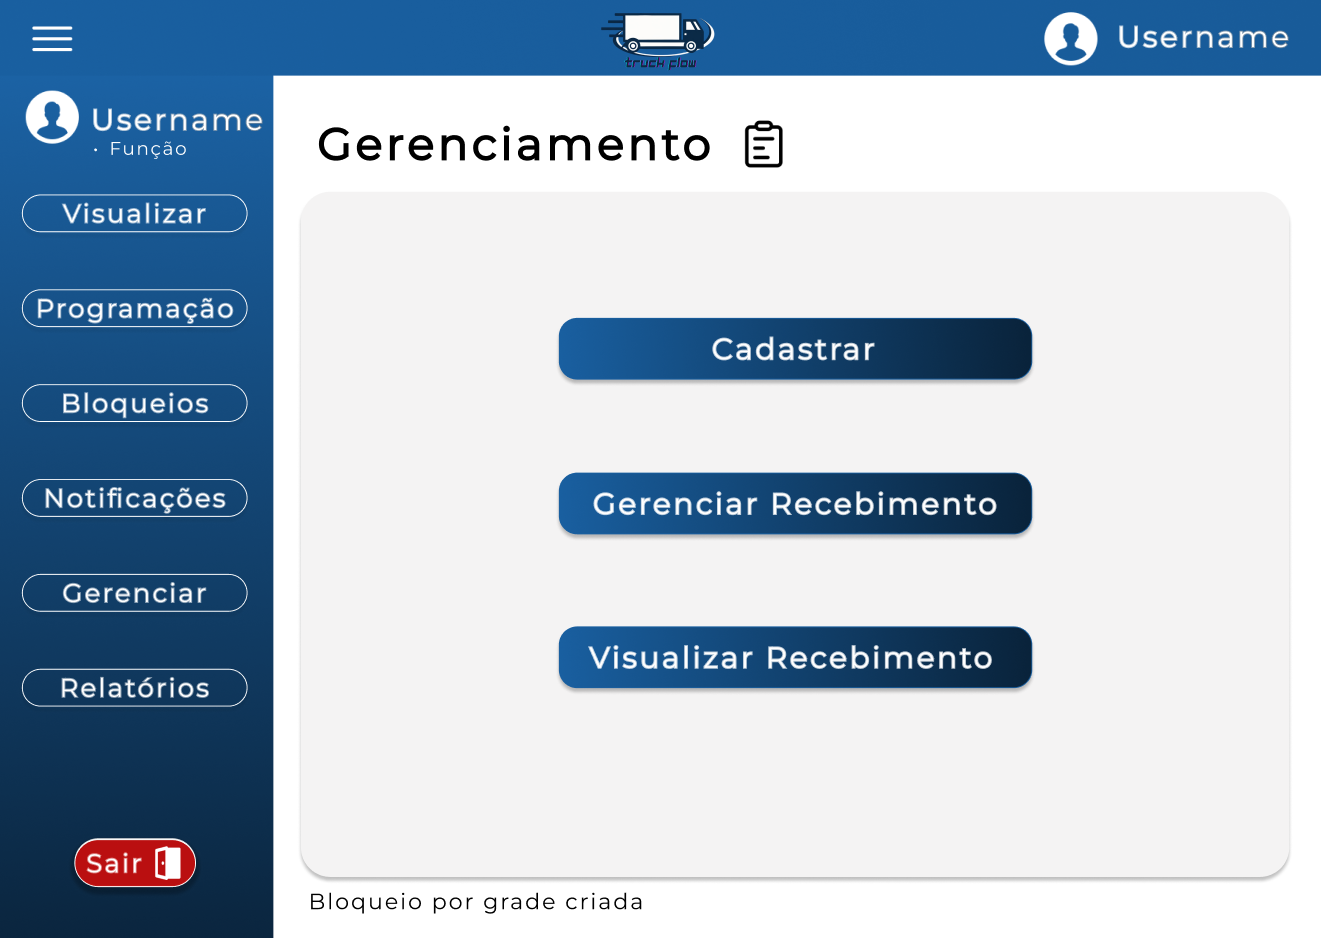 truck flow
Username
Username
• Função
Visualizar
Programação
Bloqueios
Notificações
Gerenciar
Relatórios
Sair
Gerenciamento
Cadastrar
Gerenciar Recebimento
Visualizar Recebimento
Bloqueio por grade criada